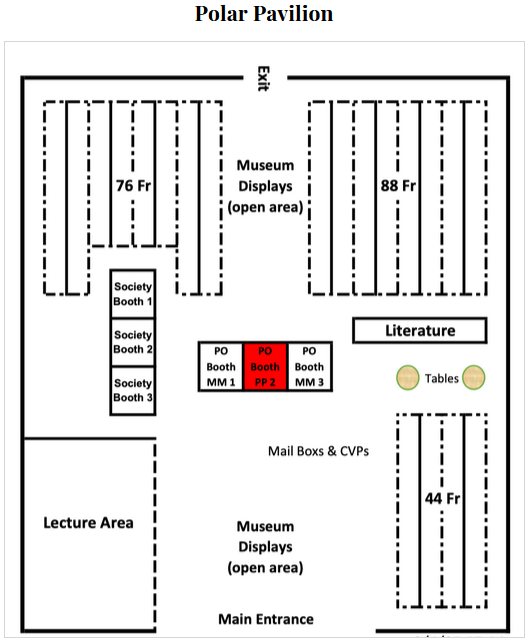 Polar Pavilion
Exit
Museum
Displays
(open area)
76 Fr
88 Fr
Society
Booth 1
Society
Booth 2
Society
Booth 3
PO
Booth
MM 1
PO
Booth
PP 2
PO
Booth
MM 3
Literature
Tables
Mail Boxs & CVPs
44 Fr
Lecture Area
Museum
Displays
(open area)
Main Entrance